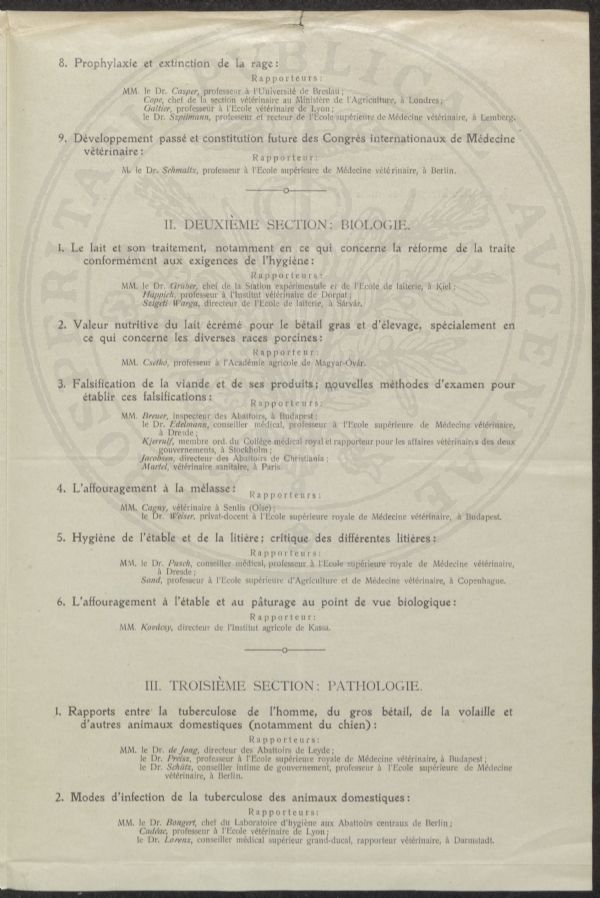 8. Prophylaxie et extinction de la rage:
Rapporteurs:
MM. le Dr. Casper, professeur à l'Université de Breslau;
Cope, chef de la section vétérinaire au Ministère de l'Agriculture, à Londres;
Galtier, professeur à l'Ecole vétérinaire de Lyon;
le Dr. Szpilmann, professeur et recteur de l'Ecole supérieure de Médecine vétérinaire, à Lemberg.
9. Développement passé et constitution future des Congrès internationaux de Médecine
vétérinaire:
Rapporteur:
M. le Dr. Schmaltz, professeur à l'Ecole supérieure de Médecine vétérinaire, à Berlin.
II. DEUXIÈME SECTION: BIOLOGIE.
1. Le lait et son traitement, notamment en ce qui concerne la réforme de la traite
conformément aux exigences de l'hygiène:
Rapporteurs:
MM. le Dr. Gruber, chef de la Station expérimentale et de l'Ecole de laiterie, à Kiel;
Happich, professeur à l'Institut vétérinaire de Dorpat;
Szigeti Warga, directeur de l'Ecole de laiterie, à Sárvár.
2. Valeur nutritive du lait écrémé pour le bétail gras et d'élevage, spécialement en
ce qui concerne les diverses races porcines:
Rapporteur:
MM. Cselkó, professeur à l'Académie agricole de Magyar-Óvár.
3. Falsification de la viande et de ses produits; nouvelles méthodes d'examen pour
établir ces falsifications:
Rapporteurs:
MM. Breuer, inspecteur des Abattoirs, à Budapest;
le Dr. Edelmann, conseiller médical, professeur à l'Ecole supérieure de Médecine vétérinaire,
à Dresde;
Kjerrulf, membre ord. du Collège médical royal et rapporteur pour les affaires vétérinaires des deux
gouvernements, à Stockholm;
Jacobsen, directeur des Abattoirs de Christiania;
Martel, vétérinaire sanitaire, à Paris.
4. L'affouragement à la mélasse:
Rapporteurs:
MM. Cagny, vétérinaire à Senlis (Oise);
le Dr. Weiser, privat-docent à l'Ecole supérieure royale de Médecine vétérinaire, à Budapest.
5. Hygiène de l'étable et de la litière; critique des différentes litières:
Rapporteurs:
MM. le Dr. Pusch, conseiller médical, professeur à l'Ecole supérieure royale de Médecine vétérinaire,
à Dresde;
Sand, professeur à l'Ecole supérieure d'Agriculture et de Médecine vétérinaire, à Copenhague.
6. L'affouragement à l'étable et au pâturage au point de vue biologique:
Rapporteur:
MM. Kovácsy, directeur de l'Institut agricole de Kassa.
III. TROISIÈME SECTION: PATHOLOGIE.
1. Rapports entre la tuberculose de l'homme, du gros bétail, de la volaille et
d'autres animaux domestiques (notamment du chien):
Rapporteurs:
MM. le Dr. de Jong, directeur des Abattoirs de Leyde;
le Dr. Preisz, professeur à l'Ecole supérieure royale de Médecine vétérinaire, à Budapest;
le Dr. Schütz, conseiller intime de gouvernement, professeur à l'Ecole supérieure de Médecine
vétérinaire, à Berlin.
2. Modes d'infection de la tuberculose des animaux domestiques:
Rapporteurs:
MM. le Dr. Bongert, chef du Laboratoire d'hygiène aux Abattoirs centraux de Berlin;
Cadéac, professeur à l'Ecole vétérinaire de Lyon;
le Dr. Lorenz, conseiller médical supérieur grand-ducal, rapporteur vétérinaire, à Darmstadt.
PROSPERITATI PUBLICAE AUGENDAE